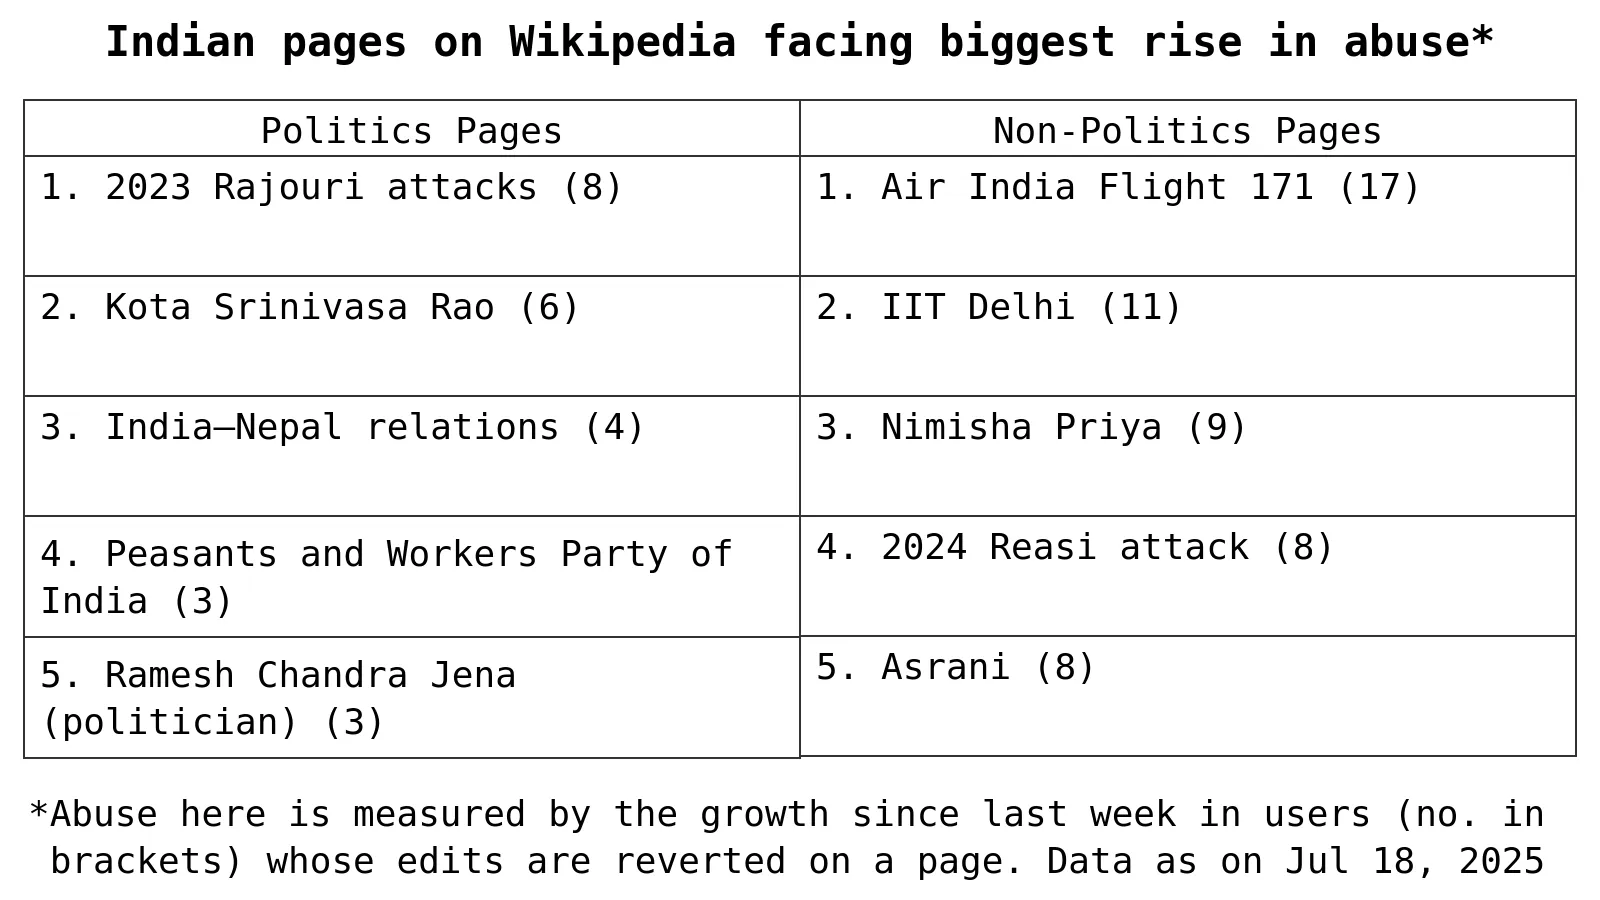 Indian pages on Wikipedia facing biggest rise in abuse*
Politics Pages
Non-Politics Pages
1. 2023 Rajouri attacks (8)
1. Air India Flight 171 (17)
2. Kota Srinivasa Rao (6)
2. IIT Delhi (11)
3. India–Nepal relations (4)
3. Nimisha Priya (9)
4. Peasants and Workers Party of
India (3)
4. 2024 Reasi attack (8)
5. Ramesh Chandra Jena
(politician) (3)
5. Asrani (8)
*Abuse here is measured by the growth since last week in users (no. in
brackets) whose edits are reverted on a page. Data as on Jul 18, 2025